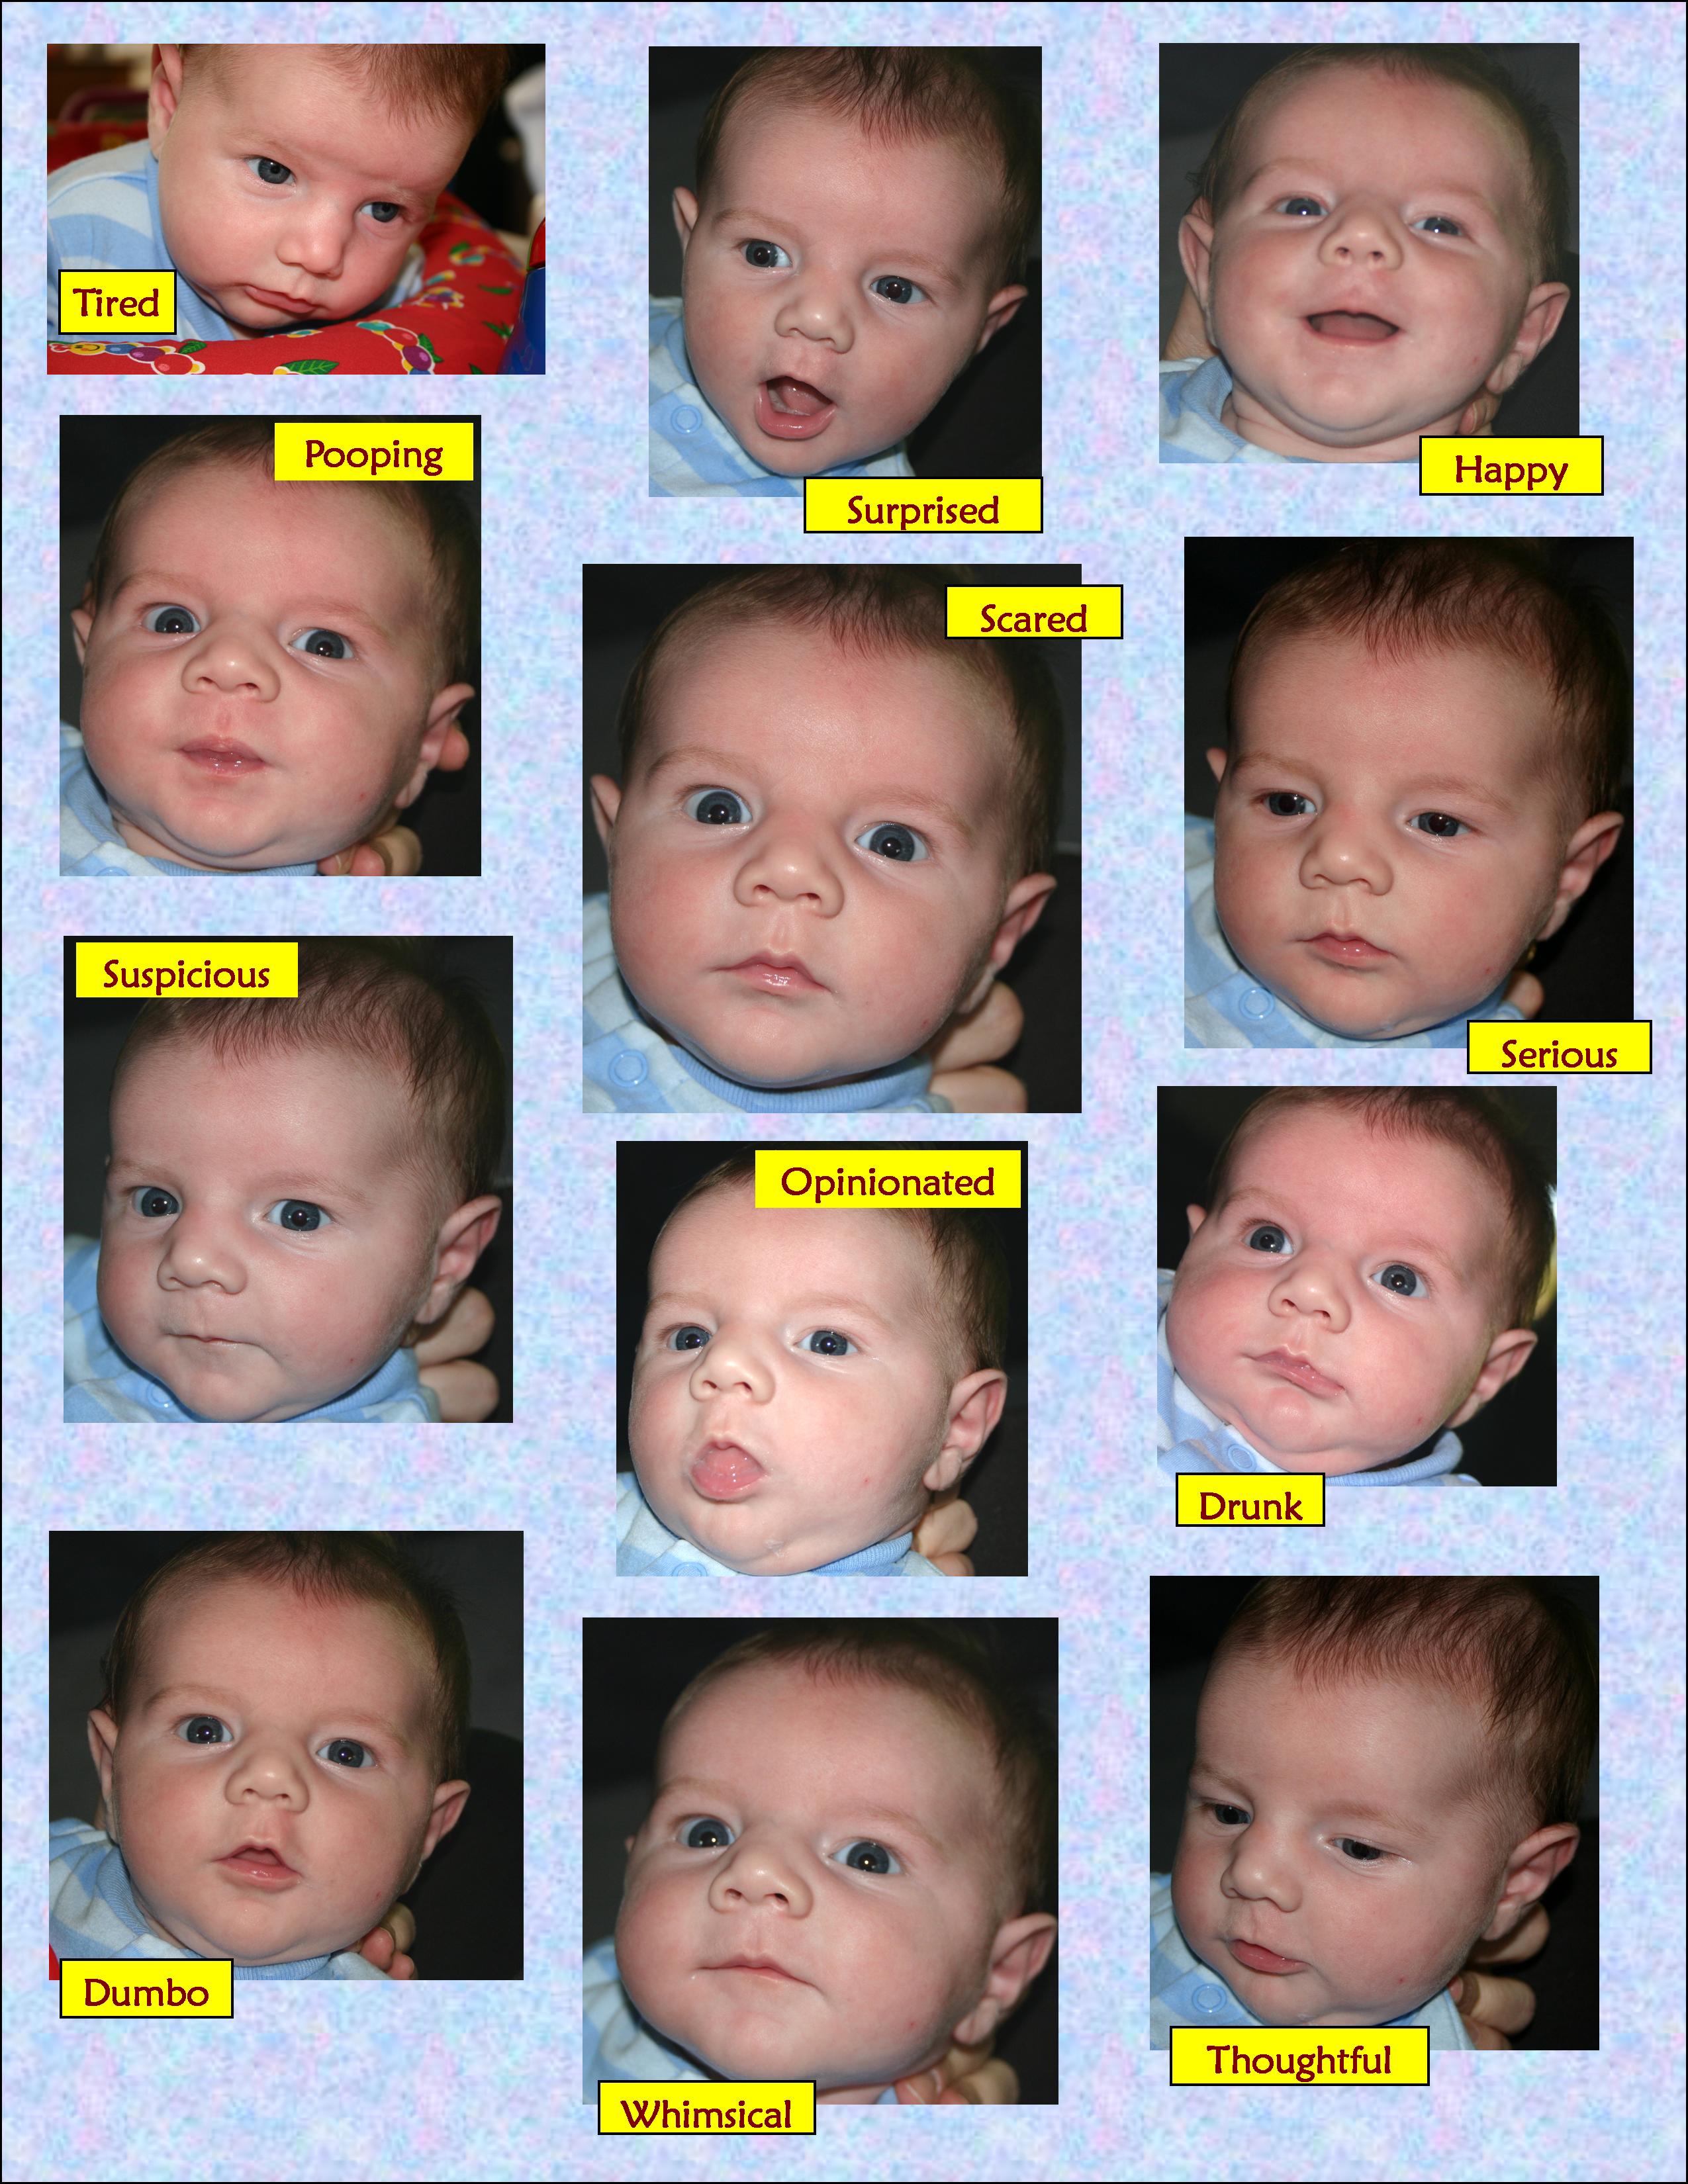 Tired
Surprised
Happy
Pooping
Scared
Serious
Suspicious
Opinionated
Drunk
Dumbo
Whimsical
Thoughtful